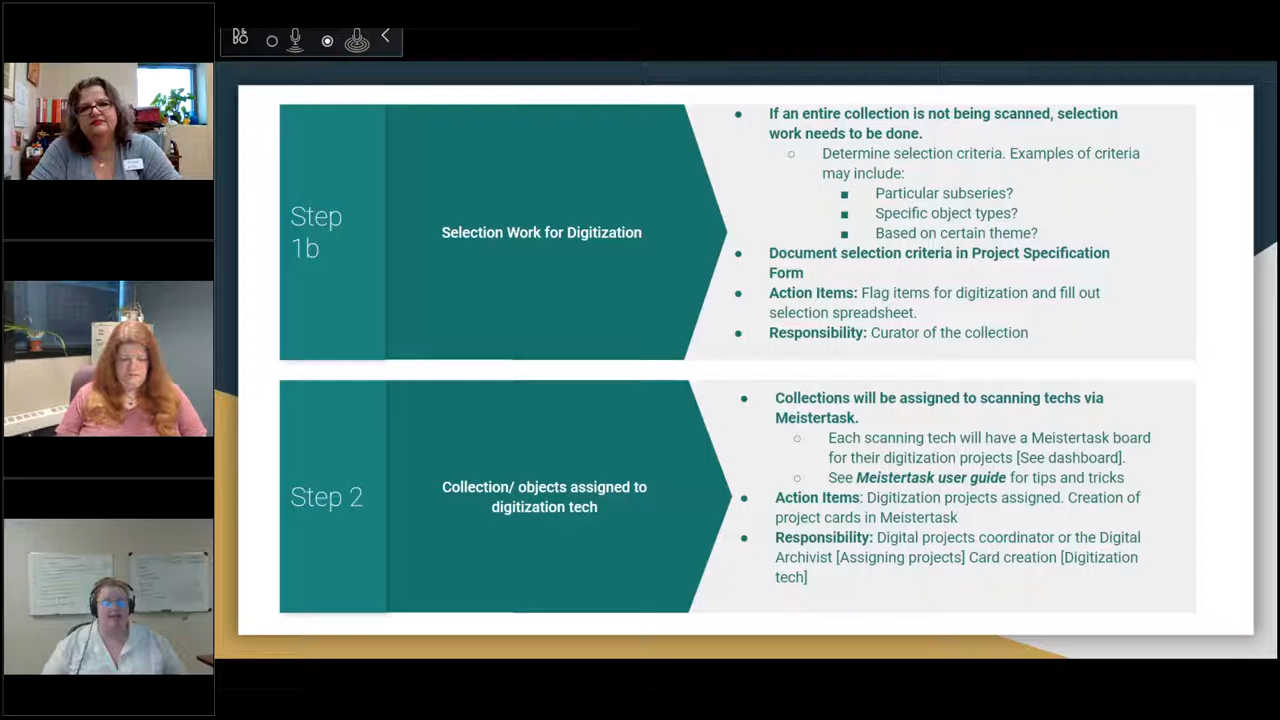 Step
1b
Selection Work for Digitization
● If an entire collection is not being scanned, selection
work needs to be done.
○ Determine selection criteria. Examples of criteria
may include:
■ Particular subseries?
■ Specific object types?
■ Based on certain theme?
● Document selection criteria in Project Specification
Form
● Action Items: Flag items for digitization and fill out
selection spreadsheet.
● Responsibility: Curator of the collection
Step 2
Collection/ objects assigned to
digitization tech
● Collections will be assigned to scanning techs via
Meistertask.
○ Each scanning tech will have a Meistertask board
for their digitization projects [See dashboard].
○ See Meistertask user guide for tips and tricks
● Action Items: Digitization projects assigned. Creation of
project cards in Meistertask
● Responsibility: Digital projects coordinator or the Digital
Archivist [Assigning projects] Card creation [Digitization
tech]